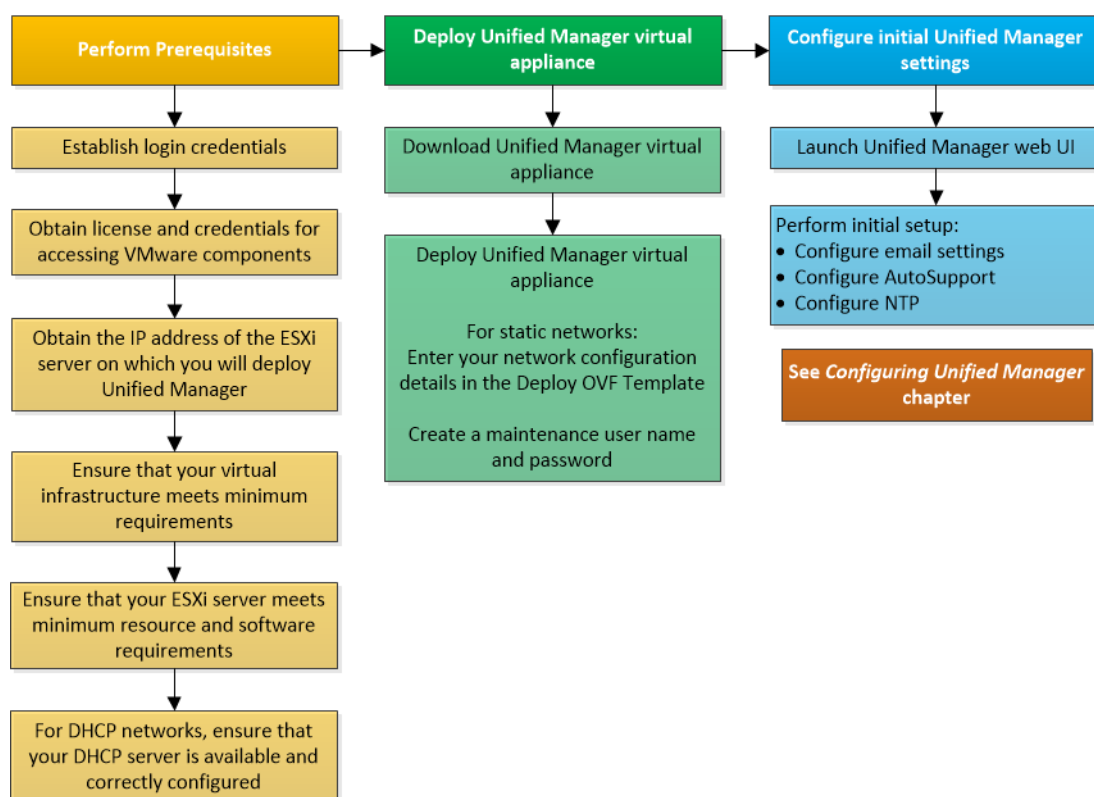 Perform Prerequisites
Establish login credentials
Obtain license and credentials for
accessing VMware components
Obtain the IP address of the ESXi
server on which you will deploy
Unified Manager
Ensure that your virtual
infrastructure meets minimum
requirements
Ensure that your ESXi server meets
minimum resource and software
requirements
For DHCP networks, ensure that
your DHCP server is available and
correctly configured
Deploy Unified Manager virtual
appliance
Download Unified Manager virtual
appliance
Deploy Unified Manager virtual
appliance
For static networks:
Enter your network configuration
details in the Deploy OVF Template
Create a maintenance user name
and password
Configure initial Unified Manager
settings
Launch Unified Manager web UI
Perform initial setup:
• Configure email settings
• Configure AutoSupport
• Configure NTP
See Configuring Unified Manager
chapter